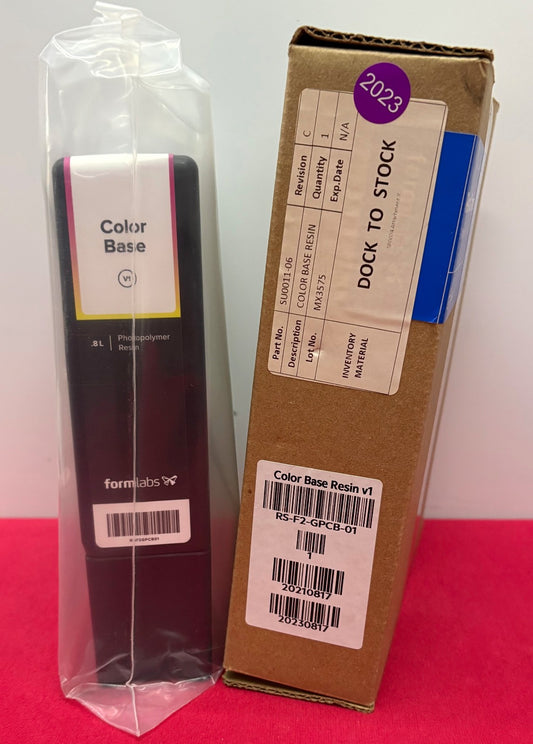 Color
Base
V1
.8 L
Photopolymer
Resin
formlabs
2023
Part No.
SU0011-06
Revision
C
Description
COLOR BASE RESIN
Quantity
1
Lot No.
MX3575
Exp.Date
N/A
INVENTORY
MATERIAL
DOCK TO STOCK
Color Base Resin v1
RS-F2-GPCB-01
1
20210817
20230817